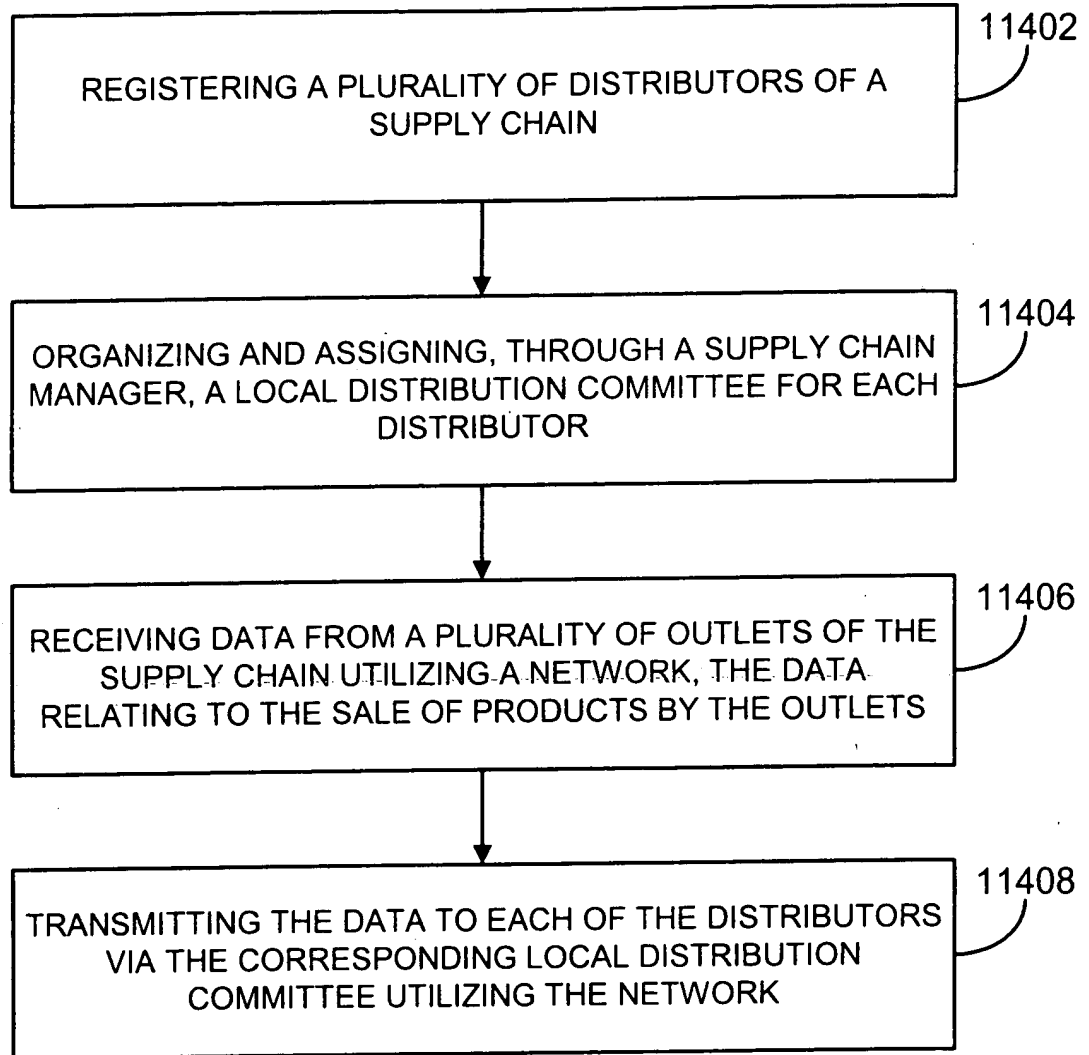 11402
REGISTERING A PLURALITY OF DISTRIBUTORS OF A
SUPPLY CHAIN
11404
ORGANIZING AND ASSIGNING, THROUGH A SUPPLY CHAIN
MANAGER, A LOCAL DISTRIBUTION COMMITTEE FOR EACH
DISTRIBUTOR
11406
RECEIVING DATA FROM A PLURALITY OF OUTLETS OF THE
SUPPLY CHAIN UTILIZING A NETWORK, THE DATA
RELATING TO THE SALE OF PRODUCTS BY THE OUTLETS
11408
TRANSMITTING THE DATA TO EACH OF THE DISTRIBUTORS
VIA THE CORRESPONDING LOCAL DISTRIBUTION
COMMITTEE UTILIZING THE NETWORK